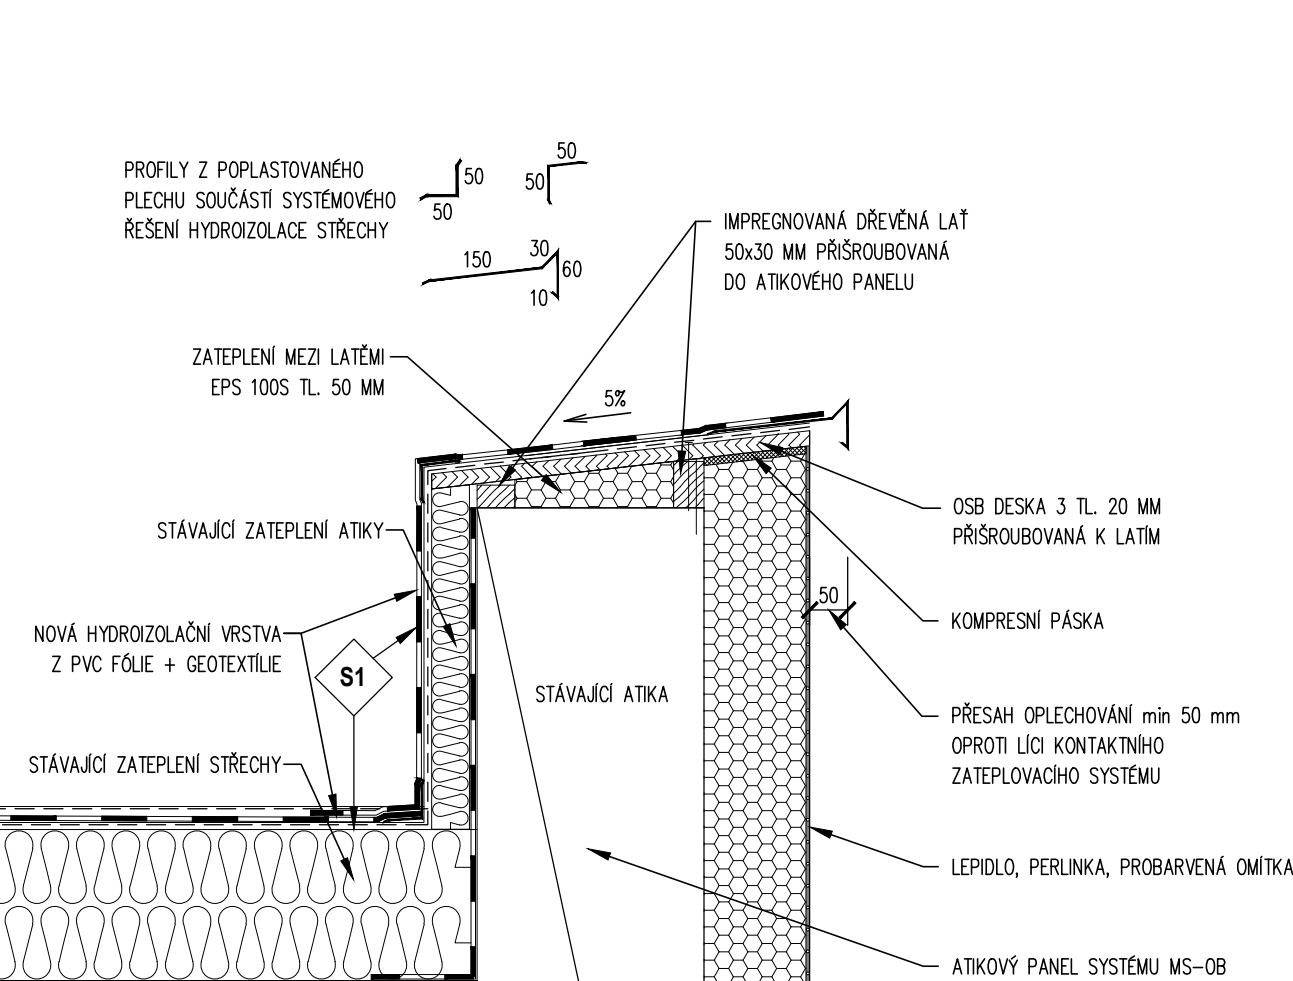 PROFILY Z POPLASTOVANÉHO
PLECHU SOUČÁSTÍ SYSTÉMOVÉHO
ŘEŠENÍ HYDROIZOLACE STŘECHY
50
50
50
50
150
30
60
10
IMPREGNOVANÁ DŘEVĚNÁ LAŤ
50x30 MM PŘIŠROUBOVANÁ
DO ATIKOVÉHO PANELU
ZATEPLENÍ MEZI LATĚMI
EPS 100S TL. 50 MM
5%
STÁVAJÍCÍ ZATEPLENÍ ATIKY
OSB DESKA 3 TL. 20 MM
PŘIŠROUBOVANÁ K LATÍM
50
KOMPRESNÍ PÁSKA
NOVÁ HYDROIZOLAČNÍ VRSTVA
Z PVC FÓLIE + GEOTEXTÍLIE
S1
STÁVAJÍCÍ ATIKA
PŘESAH OPLECHOVÁNÍ min 50 mm
OPROTI LÍCI KONTAKTNÍHO
ZATEPLOVACÍHO SYSTÉMU
STÁVAJÍCÍ ZATEPLENÍ STŘECHY
LEPIDLO, PERLINKA, PROBARVENÁ OMÍTKA
ATIKOVÝ PANEL SYSTÉMU MS-OB